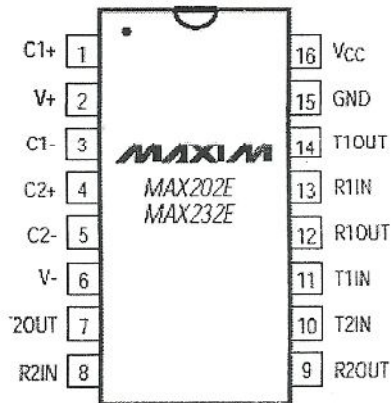 C1+ 1 16 VCC
V+ 2 15 GND
C1- 3 MAXIM 14 T1OUT
C2+ 4 MAX202E 13 R1IN
C2- 5 MAX232E 12 R1OUT
V- 6 11 T1IN
T2OUT 7 10 T2IN
R2IN 8 9 R2OUT